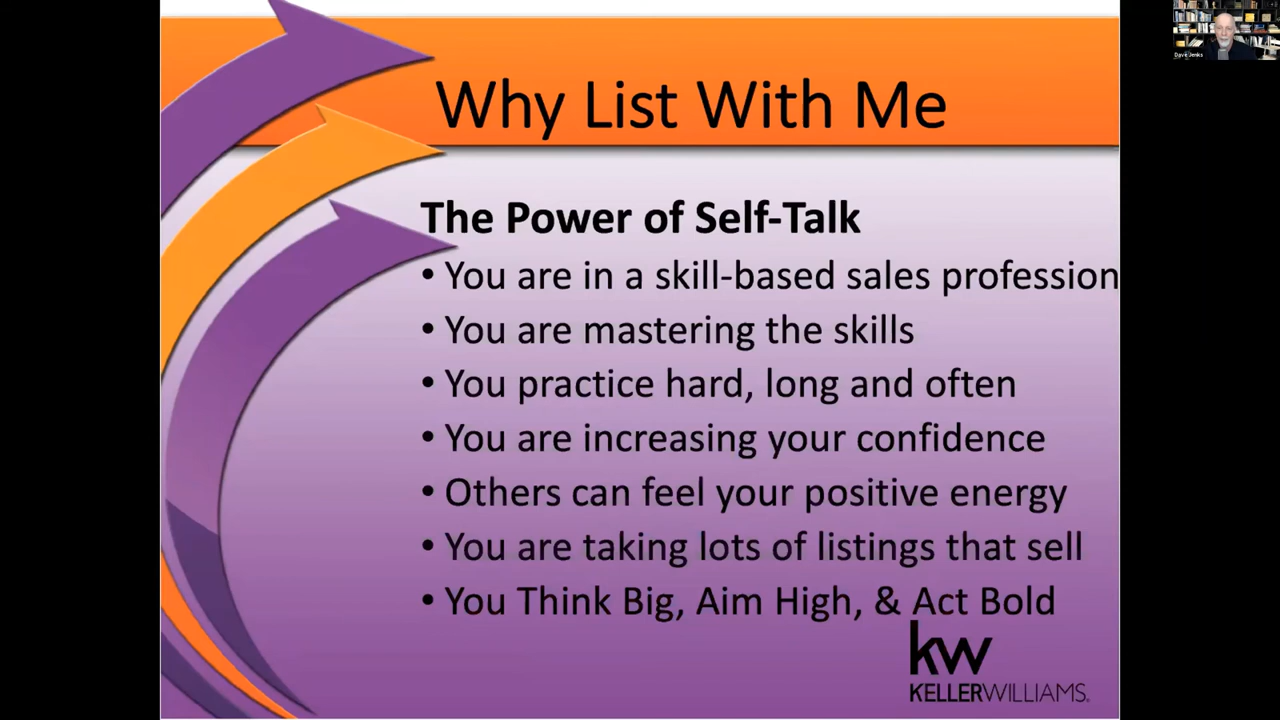 Dave Jenks
Why List With Me
The Power of Self-Talk
• You are in a skill-based sales profession
• You are mastering the skills
• You practice hard, long and often
• You are increasing your confidence
• Others can feel your positive energy
• You are taking lots of listings that sell
• You Think Big, Aim High, & Act Bold
kw
KELLERWILLIAMS.